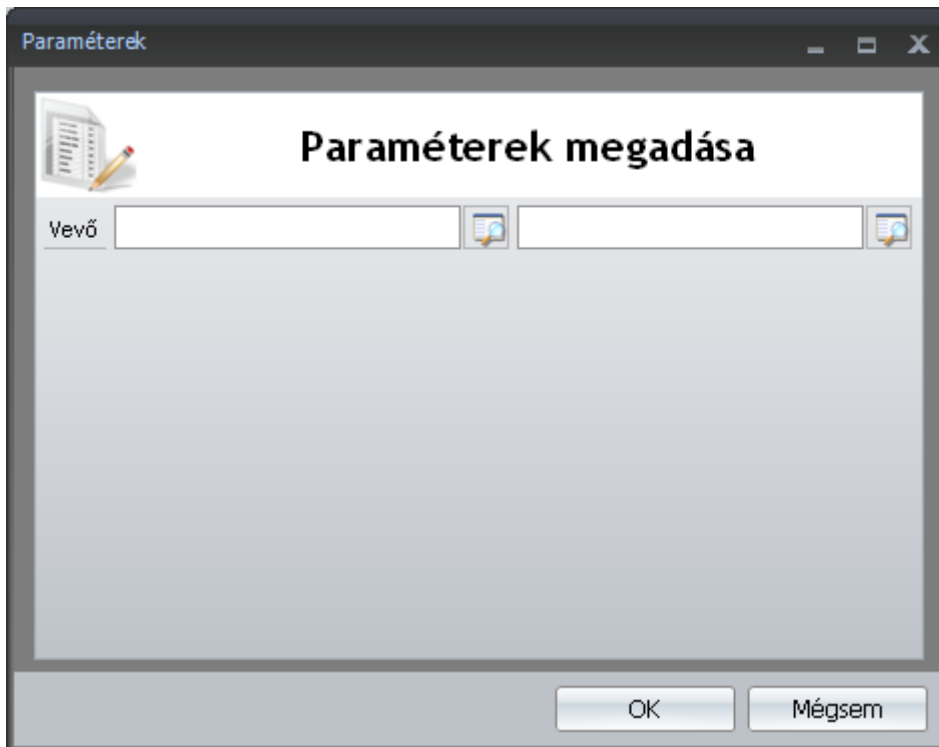 Paraméterek
Paraméterek megadása
Vevő
OK
Mégsem